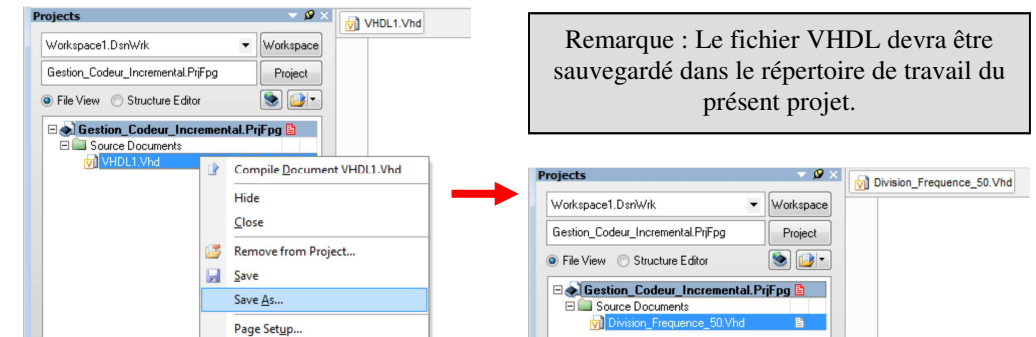 Projects
VHDL1.Vhd
Workspace1.DsnWrk
Workspace
Gestion_Codeur_Incremental.PrjFpg
Project
File View
Structure Editor
Gestion_Codeur_Incremental.PrjFpg
Source Documents
VHDL1.Vhd
Compile Document VHDL1.Vhd
Hide
Close
Remove from Project...
Save
Save As...
Page Setup...
Remarque : Le fichier VHDL devra être
sauvegardé dans le répertoire de travail du
présent projet.
Projects
Division_Frequence_50.Vhd
Workspace1.DsnWrk
Workspace
Gestion_Codeur_Incremental.PrjFpg
Project
File View
Structure Editor
Gestion_Codeur_Incremental.PrjFpg
Source Documents
Division_Frequence_50.Vhd